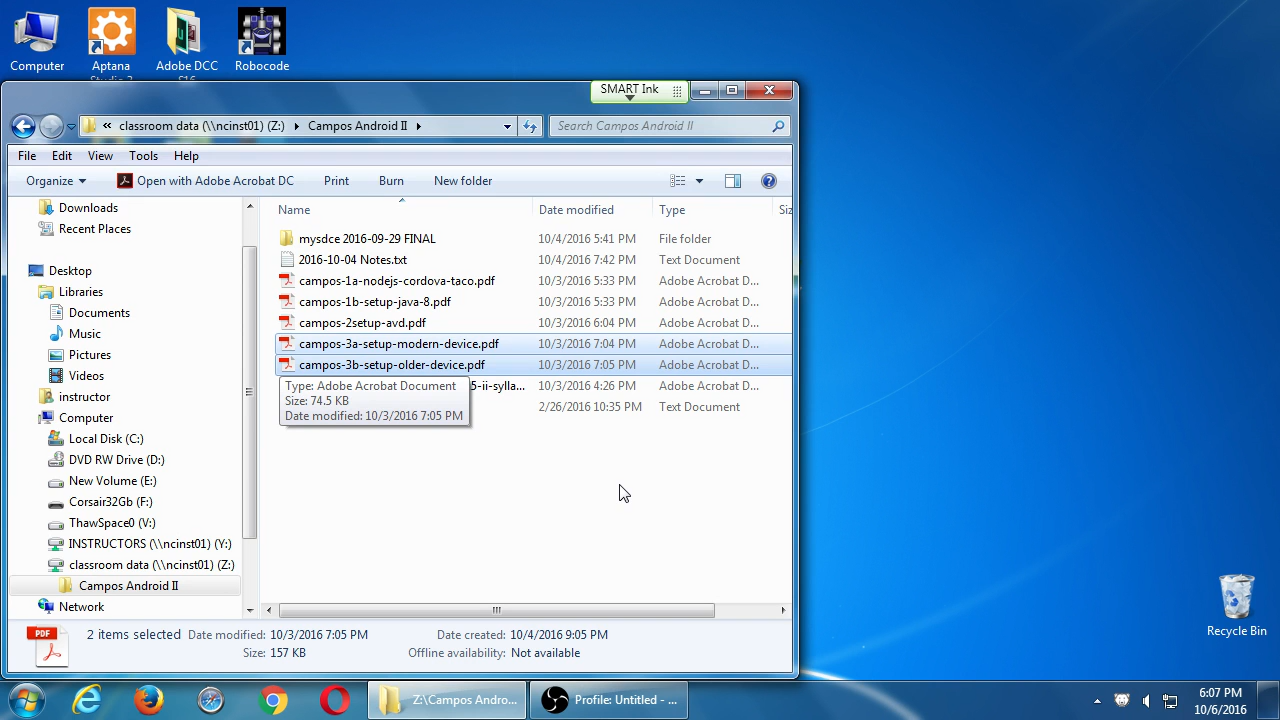 Computer
Aptana
Adobe DCC
Robocode
SMART Ink
« classroom data (\\ncinst01) (Z:) Campos Android II
Search Campos Android II
File Edit View Tools Help
Organize Open with Adobe Acrobat DC Print Burn New folder
Name Date modified Type
Downloads
Recent Places
Desktop
Libraries
Documents
Music
Pictures
Videos
instructor
Computer
Local Disk (C:)
DVD RW Drive (D:)
New Volume (E:)
Corsair32Gb (F:)
ThawSpace0 (V:)
INSTRUCTORS (\\ncinst01) (Y:)
classroom data (\\ncinst01) (Z:)
Campos Android II
Network
mysdce 2016-09-29 FINAL 10/4/2016 5:41 PM File folder
2016-10-04 Notes.txt 10/4/2016 7:42 PM Text Document
campos-1a-nodejs-cordova-taco.pdf 10/3/2016 5:33 PM Adobe Acrobat D...
campos-1b-setup-java-8.pdf 10/3/2016 5:33 PM Adobe Acrobat D...
campos-2setup-avd.pdf 10/3/2016 6:04 PM Adobe Acrobat D...
campos-3a-setup-modern-device.pdf 10/3/2016 7:04 PM Adobe Acrobat D...
campos-3b-setup-older-device.pdf 10/3/2016 7:05 PM Adobe Acrobat D...
5-ii-sylla... 10/3/2016 4:26 PM Adobe Acrobat D...
2/26/2016 10:35 PM Text Document
Type: Adobe Acrobat Document
Size: 74.5 KB
Date modified: 10/3/2016 7:05 PM
PDF
2 items selected Date modified: 10/3/2016 7:05 PM Date created: 10/4/2016 9:05 PM
Size: 157 KB Offline availability: Not available
Recycle Bin
Z:\Campos Andro...
Profile: Untitled - ...
6:07 PM
10/6/2016